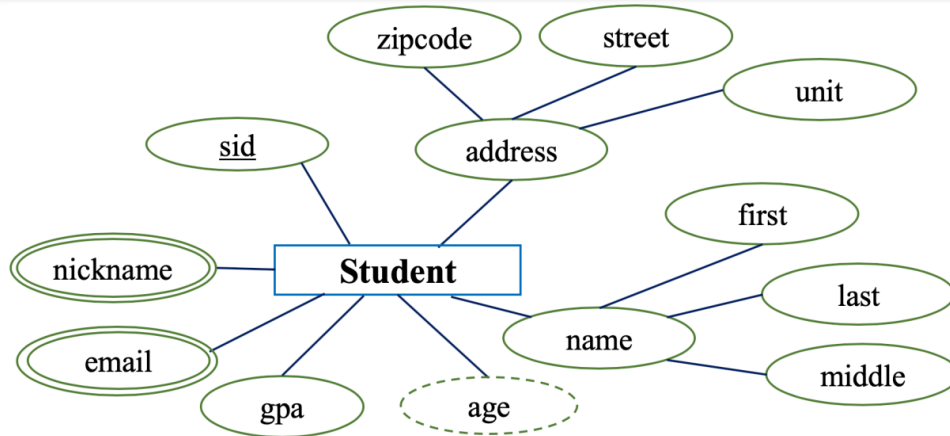 zipcode
street
unit
sid
address
first
nickname
Student
last
name
email
middle
gpa
age